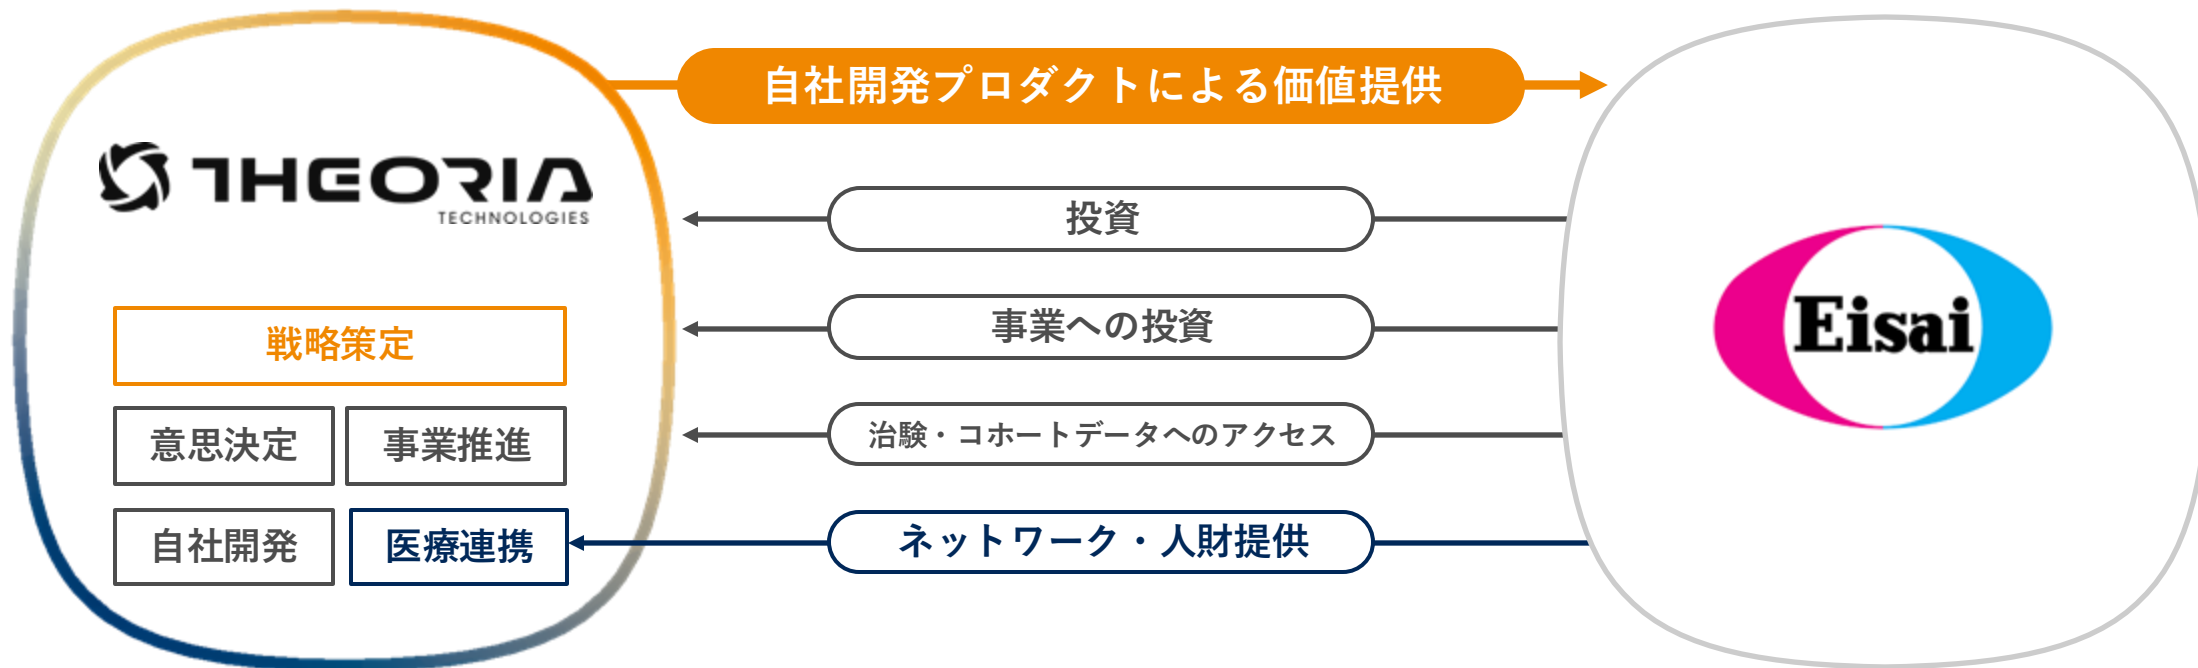 自社開発プロダクトによる価値提供
THEORIA
TECHNOLOGIES
投資
事業への投資
Eisai
戦略策定
治験・コホートデータへのアクセス
意思決定
事業推進
ネットワーク・人財提供
自社開発
医療連携